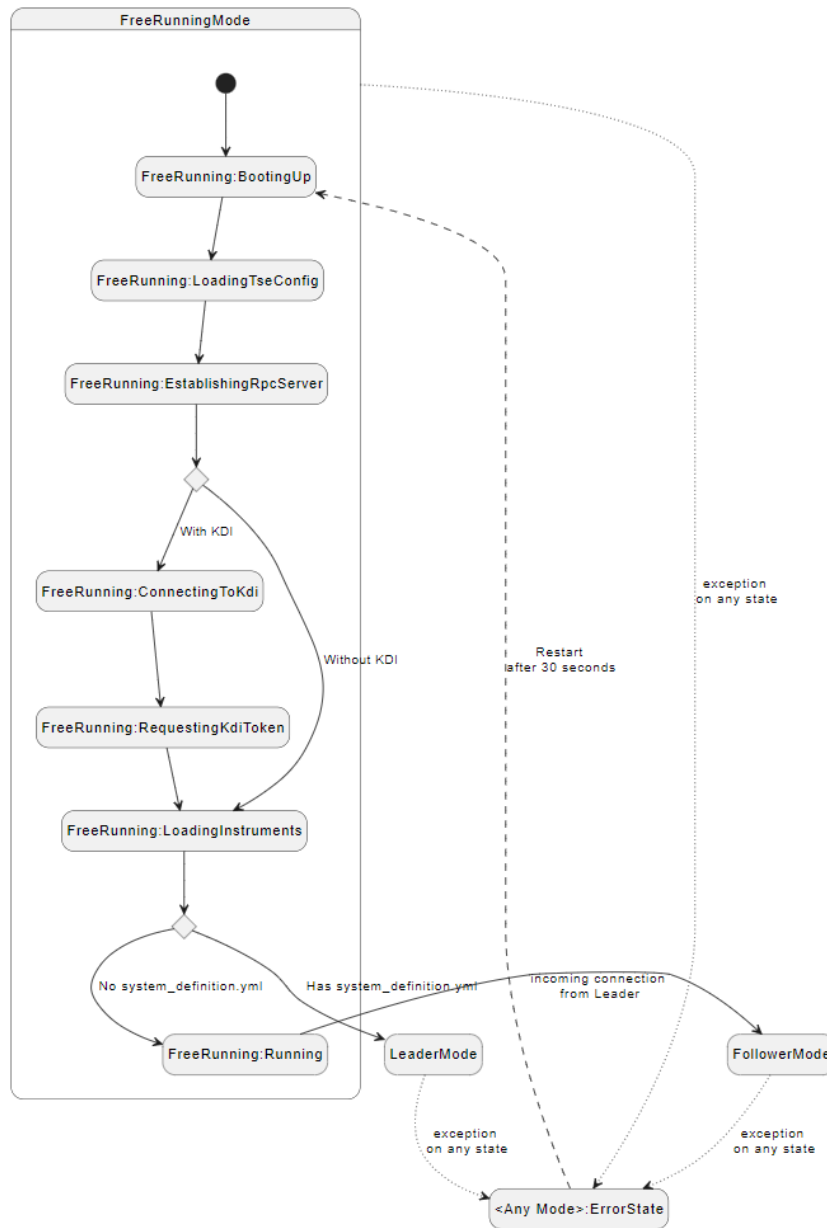 FreeRunningMode
FreeRunning:BootingUp
FreeRunning:LoadingTseConfig
FreeRunning:EstablishingRpcServer
With KDI
FreeRunning:ConnectingToKdi
exception
on any state
Restart
after 30 seconds
Without KDI
FreeRunning:RequestingKdiToken
FreeRunning:LoadingInstruments
No system_definition.yml
Has system_definition.yml
incoming connection
from Leader
FreeRunning:Running
LeaderMode
FollowerMode
exception
on any state
exception
on any state
<Any Mode>:ErrorState